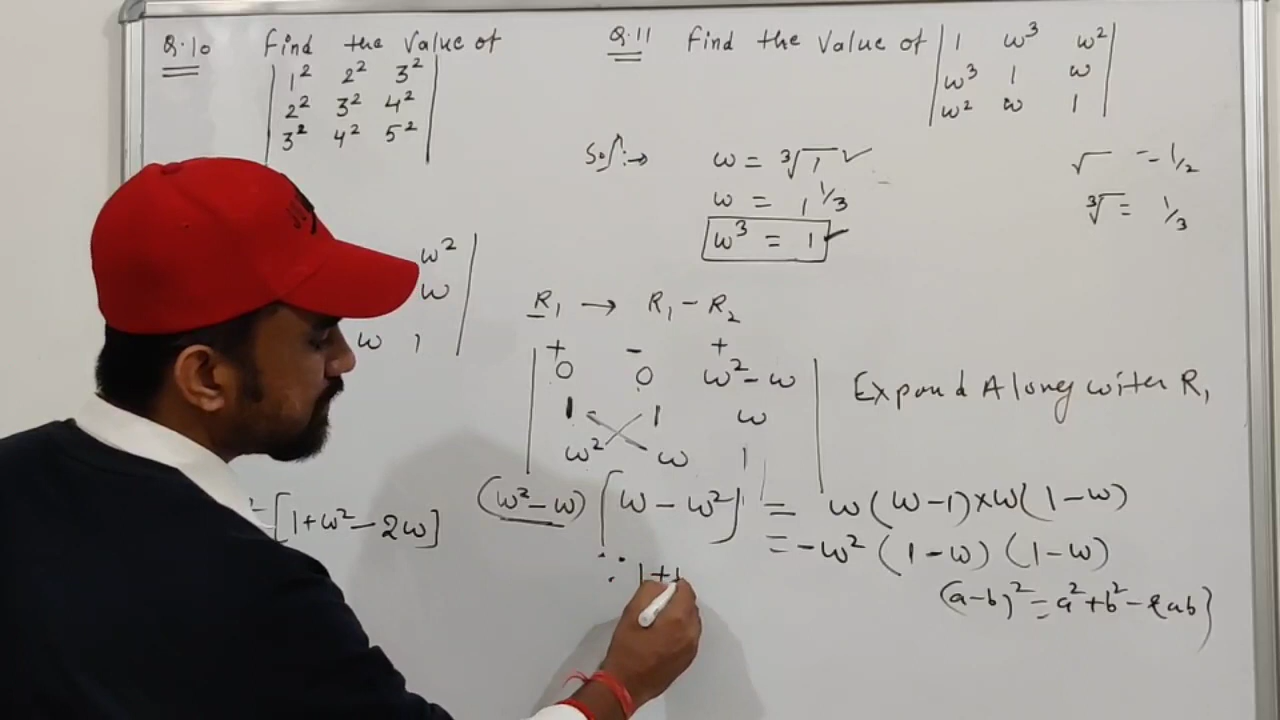 Q.10 Find the Value of
| 1² 2² 3² |
| 2² 3² 4² |
| 3² 4² 5² |
Q.11 Find the Value of | 1 ω³ ω² |
| ω³ 1 ω |
| ω² ω 1 |
Solⁿ:→ ω = ∛1 ✓
ω = 1^1/3
ω³ = 1 ✓
√ = 1/2
∛ = 1/3
ω² |
ω |
ω 1 |
R₁ → R₁ - R₂
+ - +
| 0 0 ω²-ω |
| 1 1 ω |
| ω² ω 1 |
Expand Along witer R₁
(ω²-ω) [ω - ω²] = ω(ω-1)×ω(1-ω)
= -ω² (1-ω) (1-ω)
(a-b)² = a²+b²-2ab}
[1+ω²-2ω]
∵ 1+